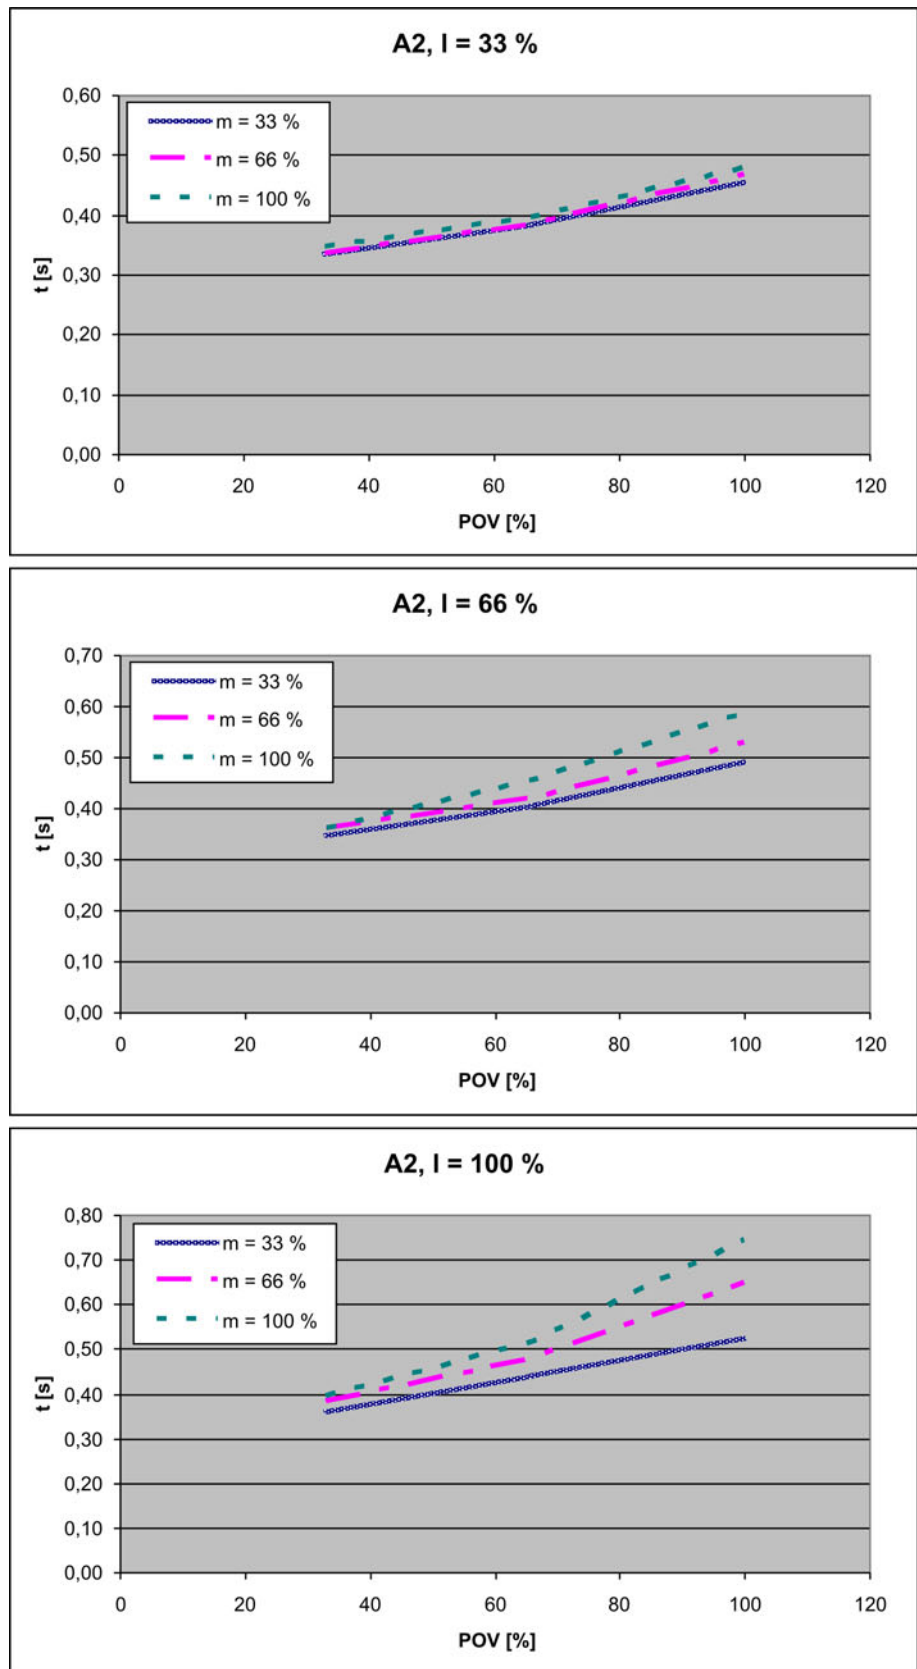 A2, l = 33 %
0,60
m = 33 %
0,50
m = 66 %
m = 100 %
0,40
t [s]
0,30
0,20
0,10
0,00
0 20 40 60 80 100 120
POV [%]
A2, l = 66 %
0,70
m = 33 %
0,60
m = 66 %
0,50
m = 100 %
0,40
t [s]
0,30
0,20
0,10
0,00
0 20 40 60 80 100 120
POV [%]
A2, l = 100 %
0,80
m = 33 %
0,70
m = 66 %
0,60
m = 100 %
0,50
t [s]
0,40
0,30
0,20
0,10
0,00
0 20 40 60 80 100 120
POV [%]